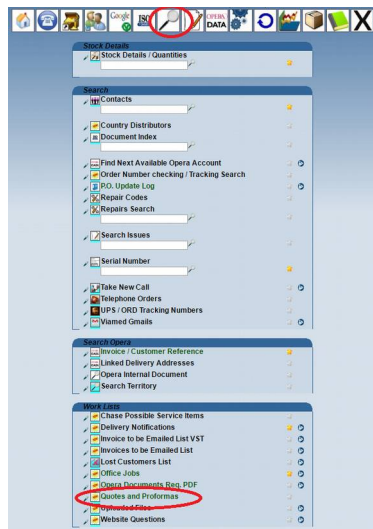 Google
ISO
OPERA
DATA
Stock Details
Stock Details / Quantities
Search
Contacts
Country Distributors
Document Index
Find Next Available Opera Account
Order Number checking / Tracking Search
P.O. Update Log
Repair Codes
Repairs Search
Search Issues
Serial Number
Take New Call
Telephone Orders
UPS / ORD Tracking Numbers
Viamed Gmails
Search Opera
Invoice / Customer Reference
Linked Delivery Addresses
Opera Internal Document
Search Territory
Work Lists
Chase Possible Service Items
Delivery Notifications
Invoice to be Emailed List VST
Invoices to be Emailed List
Lost Customers List
Office Jobs
Opera Documents Req. PDF
Quotes and Proformas
Uploaded Files
Website Questions